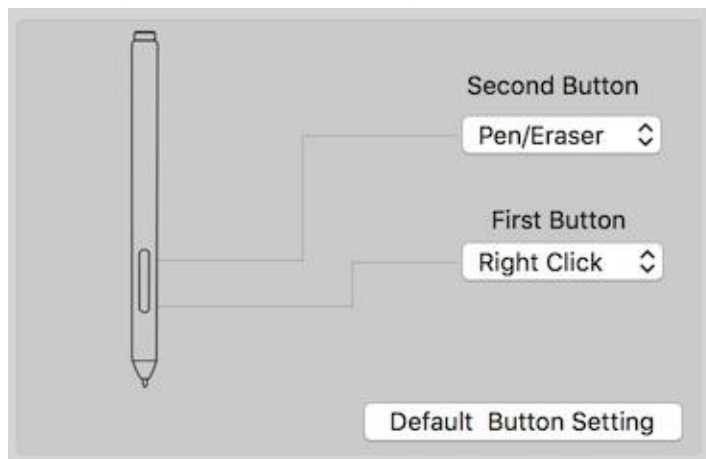 Second Button
Pen/Eraser
First Button
Right Click
Default  Button Setting